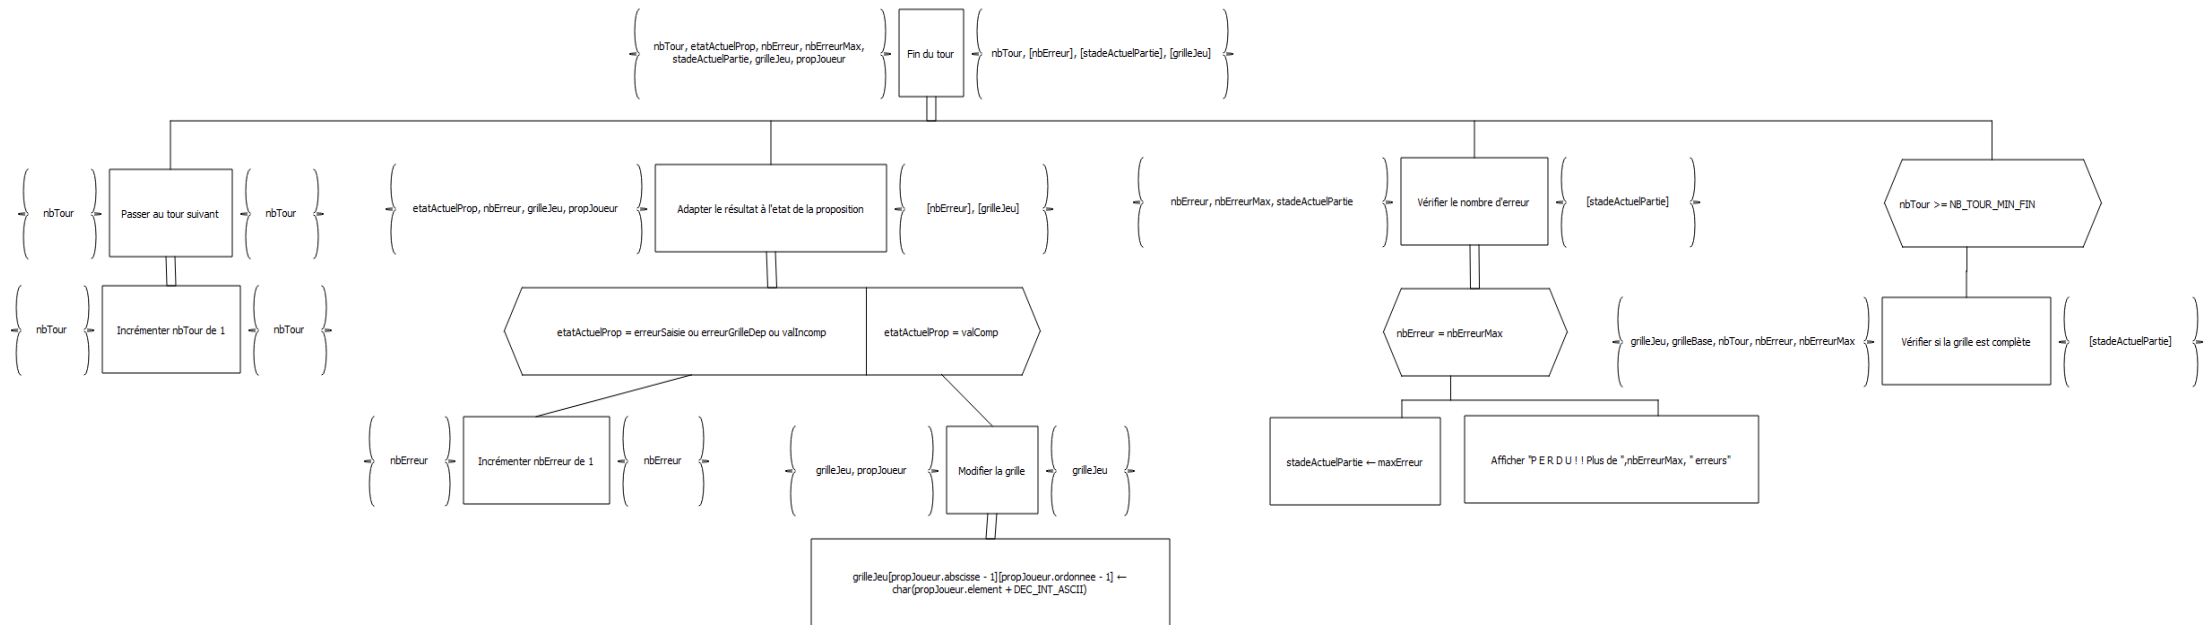 nbTour, etatActuelProp, nbErreur, nbErreurMax,
stadeActuelPartie, grilleJeu, propJoueur
Fin du tour
nbTour, [nbErreur], [stadeActuelPartie], [grilleJeu]
nbTour
Passer au tour suivant
nbTour
etatActuelProp, nbErreur, grilleJeu, propJoueur
Adapter le résultat à l'etat de la proposition
[nbErreur], [grilleJeu]
nbErreur, nbErreurMax, stadeActuelPartie
Vérifier le nombre d'erreur
[stadeActuelPartie]
nbTour >= NB_TOUR_MIN_FIN
nbTour
Incrémenter nbTour de 1
nbTour
etatActuelProp = erreurSaisie ou erreurGrilleDep ou valIncomp
etatActuelProp = valComp
nbErreur = nbErreurMax
grilleJeu, grilleBase, nbTour, nbErreur, nbErreurMax
Vérifier si la grille est complète
[stadeActuelPartie]
nbErreur
Incrémenter nbErreur de 1
nbErreur
grilleJeu, propJoueur
Modifier la grille
grilleJeu
stadeActuelPartie ← maxErreur
Afficher "P E R D U ! ! Plus de ",nbErreurMax, " erreurs"
grilleJeu[propJoueur.abscisse - 1][propJoueur.ordonnee - 1] ←
char(propJoueur.element + DEC_INT_ASCII)